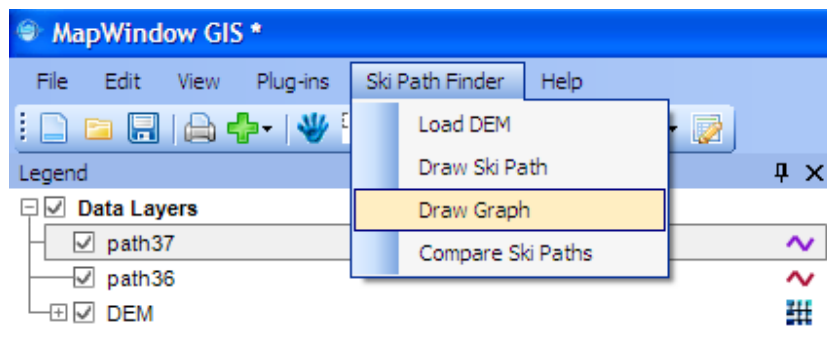 MapWindow GIS *
File Edit View Plug-ins Ski Path Finder Help
Load DEM
Draw Ski Path
Draw Graph
Compare Ski Paths
Legend
Data Layers
path37
path36
DEM